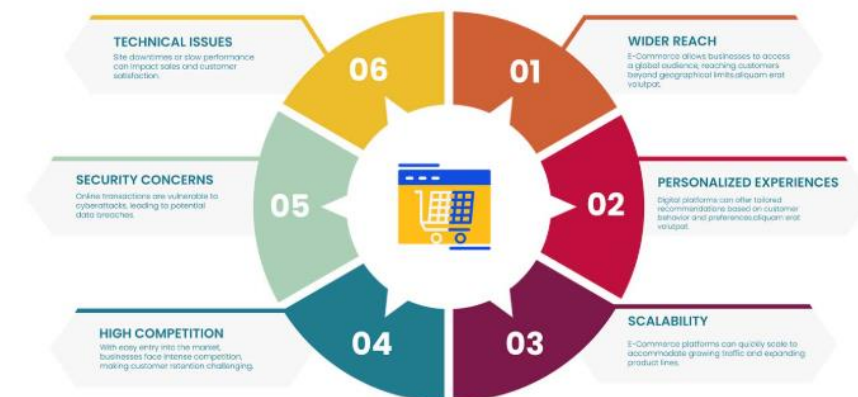 TECHNICAL ISSUES
Site downtimes or slow performance
can impact sales and customer
satisfaction.
06
01
WIDER REACH
E-Commerce allows businesses to access
a global audience, reaching customers
beyond geographical limits.aliquam erat
volutpat.
SECURITY CONCERNS
Online transactions are vulnerable to
cyberattacks, leading to potential
data breaches.
05
02
PERSONALIZED EXPERIENCES
Digital platforms can offer tailored
recommendations based on customer
behavior and preferences.aliquam erat
volutpat.
HIGH COMPETITION
With easy entry into the market,
businesses face intense competition,
making customer retention challenging.
04
03
SCALABILITY
E-Commerce platforms can quickly scale to
accommodate growing traffic and expanding
product lines.